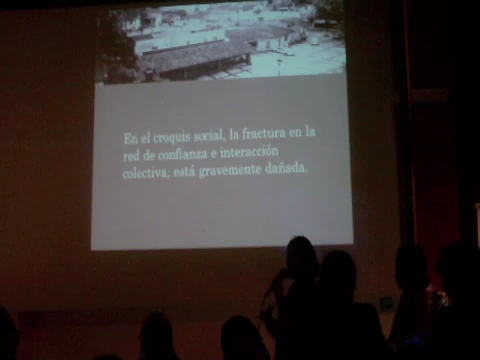 En el croquis social, la fractura en la
red de confianza e interacción
colectiva, está gravemente dañada.